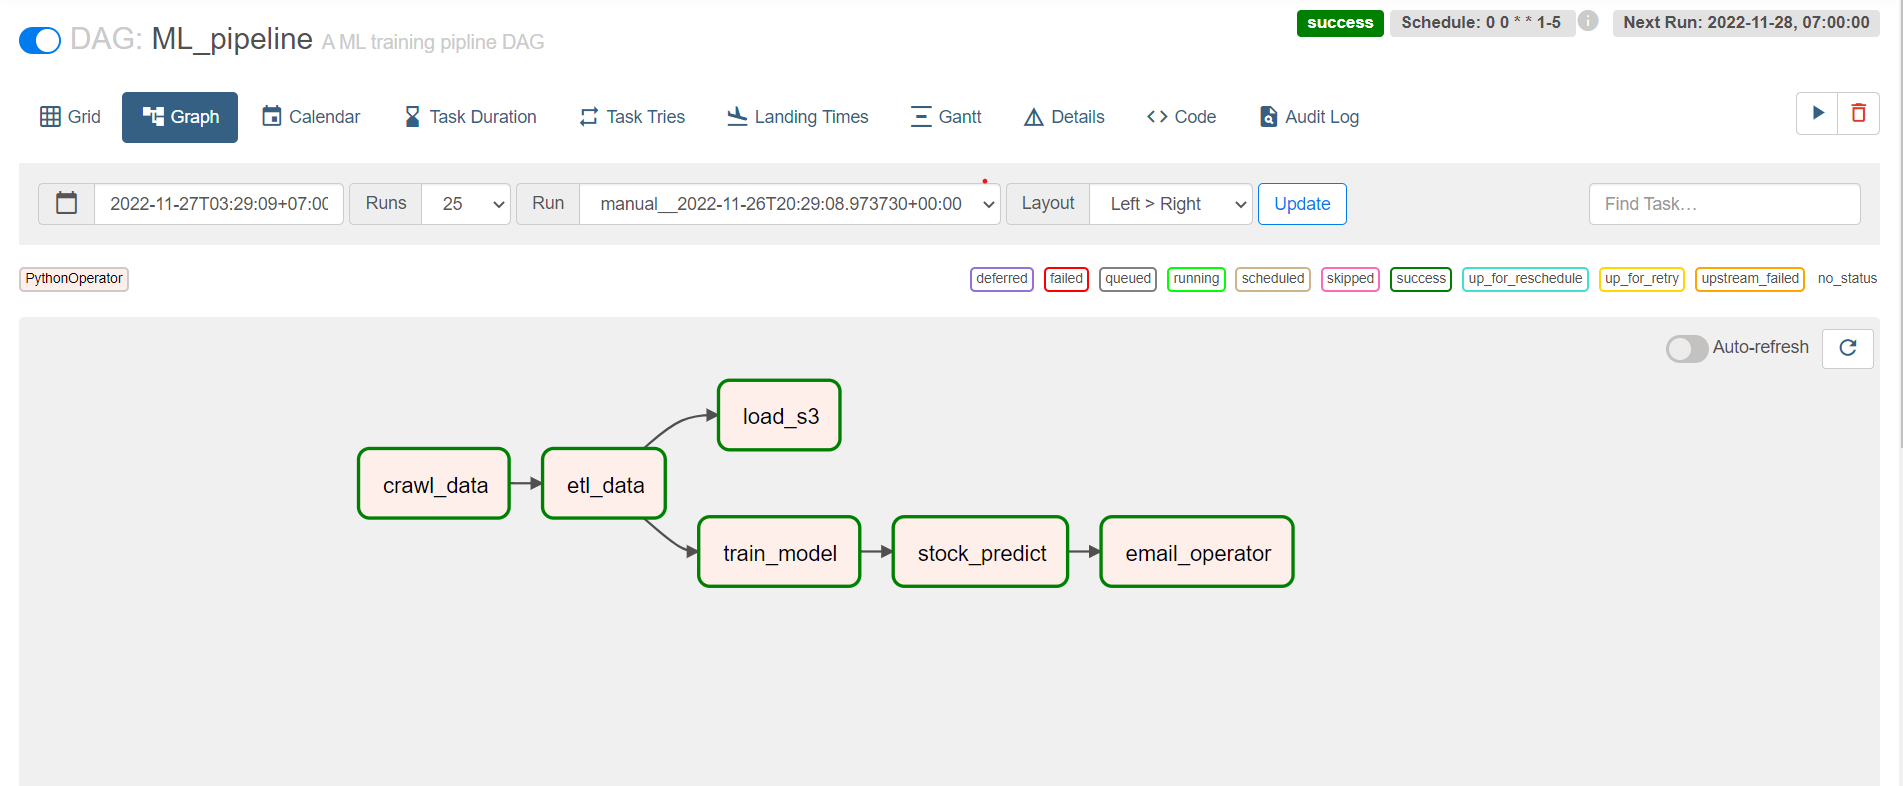 DAG: ML_pipeline A ML training pipline DAG
success Schedule: 0 0 * * 1-5 i Next Run: 2022-11-28, 07:00:00
Grid Graph Calendar Task Duration Task Tries Landing Times Gantt Details Code Audit Log
2022-11-27T03:29:09+07:00 Runs 25 Run manual__2022-11-26T20:29:08.973730+00:00 Layout Left > Right Update Find Task...
PythonOperator deferred failed queued running scheduled skipped success up_for_reschedule up_for_retry upstream_failed no_status
Auto-refresh
load_s3
crawl_data etl_data
train_model stock_predict email_operator